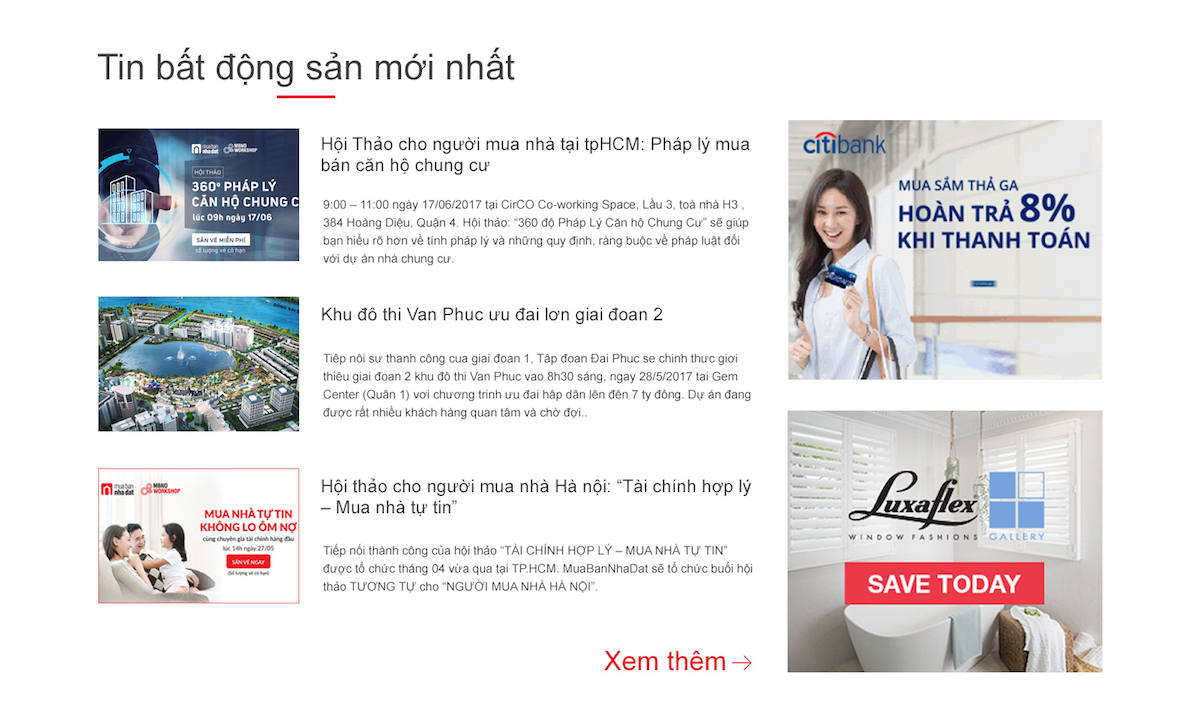 Tin bất động sản mới nhất
muaban
nhadat
MBND
WORKSHOP
HỘI THẢO
360º PHÁP LÝ
CĂN HỘ CHUNG C
lúc 09h ngày 17/06
SĂN VÉ MIỄN PHÍ
số lượng vé có hạn
Hội Thảo cho người mua nhà tại tpHCM: Pháp lý mua
bán căn hộ chung cư
9:00 – 11:00 ngày 17/06/2017 tại CirCO Co-working Space, Lầu 3, toà nhà H3 ,
384 Hoàng Diệu, Quận 4. Hội thảo: “360 độ Pháp Lý Căn hộ Chung Cư” sẽ giúp
bạn hiểu rõ hơn về tính pháp lý và những quy định, ràng buộc về pháp luật đối
với dự án nhà chung cư.
Khu đô thi Van Phuc ưu đai lơn giai đoan 2
Tiêp nôi sư thanh công cua giai đoan 1, Tâp đoan Đai Phuc se chinh thưc giơi
thiêu giai đoan 2 khu đô thi Van Phuc vao 8h30 sáng, ngay 28/5/2017 tai Gem
Center (Quân 1) vơi chương trinh ưu đai hâp dân lên đên 7 ty đông. Dự án đang
được rất nhiều khách hàng quan tâm và chờ đợi..
muaban
nhadat
MBND
WORKSHOP
MUA NHÀ TỰ TIN
KHÔNG LO ÔM NỢ
cùng chuyên gia tài chính hàng đầu
lúc 14h ngày 27/05
SĂN VÉ NGAY
(Số lượng vé có hạn)
Hội thảo cho người mua nhà Hà nội: “Tài chính hợp lý
– Mua nhà tự tin”
Tiếp nối thành công của hội thảo “TÀI CHÍNH HỢP LÝ – MUA NHÀ TỰ TIN”
được tổ chức tháng 04 vừa qua tại TP.HCM. MuaBanNhaDat sẽ tổ chức buổi hội
thảo TƯƠNG TỰ cho “NGƯỜI MUA NHÀ HÀ NỘI”.
Xem thêm
citibank
MUA SẮM THẢ GA
HOÀN TRẢ 8%
KHI THANH TOÁN
Luxaflex
WINDOW FASHIONS GALLERY
SAVE TODAY